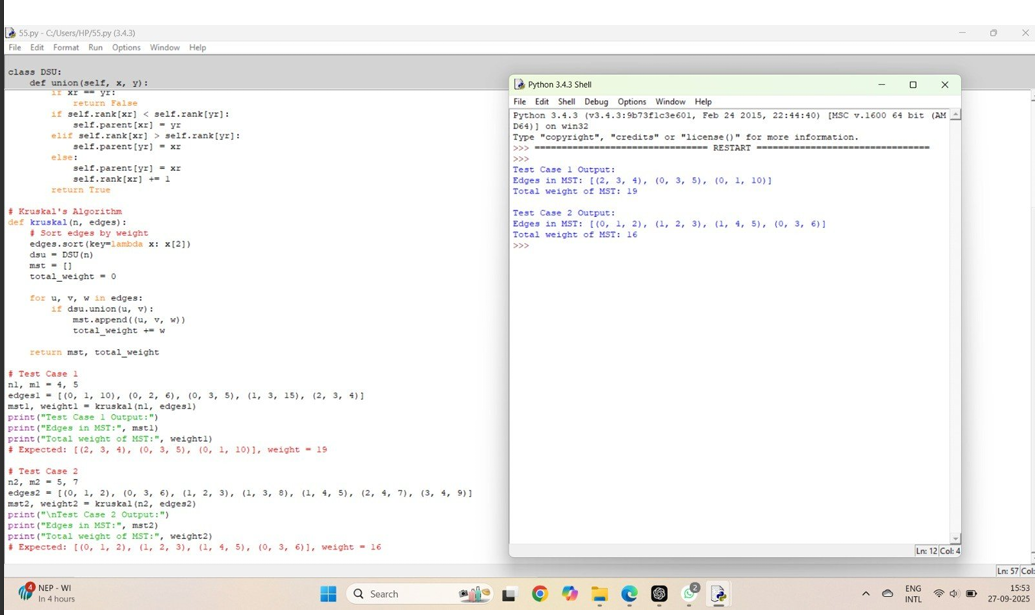 55.py - C:/Users/HP/55.py (3.4.3)
File Edit Format Run Options Window Help
class DSU:
    def union(self, x, y):
        if xr == yr:
            return False
        if self.rank[xr] < self.rank[yr]:
            self.parent[xr] = yr
        elif self.rank[xr] > self.rank[yr]:
            self.parent[yr] = xr
        else:
            self.parent[yr] = xr
            self.rank[xr] += 1
        return True
# Kruskal's Algorithm
def kruskal(n, edges):
    # Sort edges by weight
    edges.sort(key=lambda x: x[2])
    dsu = DSU(n)
    mst = []
    total_weight = 0
    for u, v, w in edges:
        if dsu.union(u, v):
            mst.append((u, v, w))
            total_weight += w
    return mst, total_weight
# Test Case 1
n1, m1 = 4, 5
edges1 = [(0, 1, 10), (0, 2, 6), (0, 3, 5), (1, 3, 15), (2, 3, 4)]
mst1, weight1 = kruskal(n1, edges1)
print("Test Case 1 Output:")
print("Edges in MST:", mst1)
print("Total weight of MST:", weight1)
# Expected: [(2, 3, 4), (0, 3, 5), (0, 1, 10)], weight = 19
# Test Case 2
n2, m2 = 5, 7
edges2 = [(0, 1, 2), (0, 3, 6), (1, 2, 3), (1, 3, 8), (1, 4, 5), (2, 4, 7), (3, 4, 9)]
mst2, weight2 = kruskal(n2, edges2)
print("\nTest Case 2 Output:")
print("Edges in MST:", mst2)
print("Total weight of MST:", weight2)
# Expected: [(0, 1, 2), (1, 2, 3), (1, 4, 5), (0, 3, 6)], weight = 16
Ln: 57 Col:
Python 3.4.3 Shell
File Edit Shell Debug Options Window Help
Python 3.4.3 (v3.4.3:9b73f1c3e601, Feb 24 2015, 22:44:40) [MSC v.1600 64 bit (AM
D64)] on win32
Type "copyright", "credits" or "license()" for more information.
>>> ================================ RESTART ================================
>>>
Test Case 1 Output:
Edges in MST: [(2, 3, 4), (0, 3, 5), (0, 1, 10)]
Total weight of MST: 19
Test Case 2 Output:
Edges in MST: [(0, 1, 2), (1, 2, 3), (1, 4, 5), (0, 3, 6)]
Total weight of MST: 16
>>>
Ln: 12 Col: 4
4
NEP - WI
In 4 hours
Search
2
ENG
INTL
15:53
27-09-2025